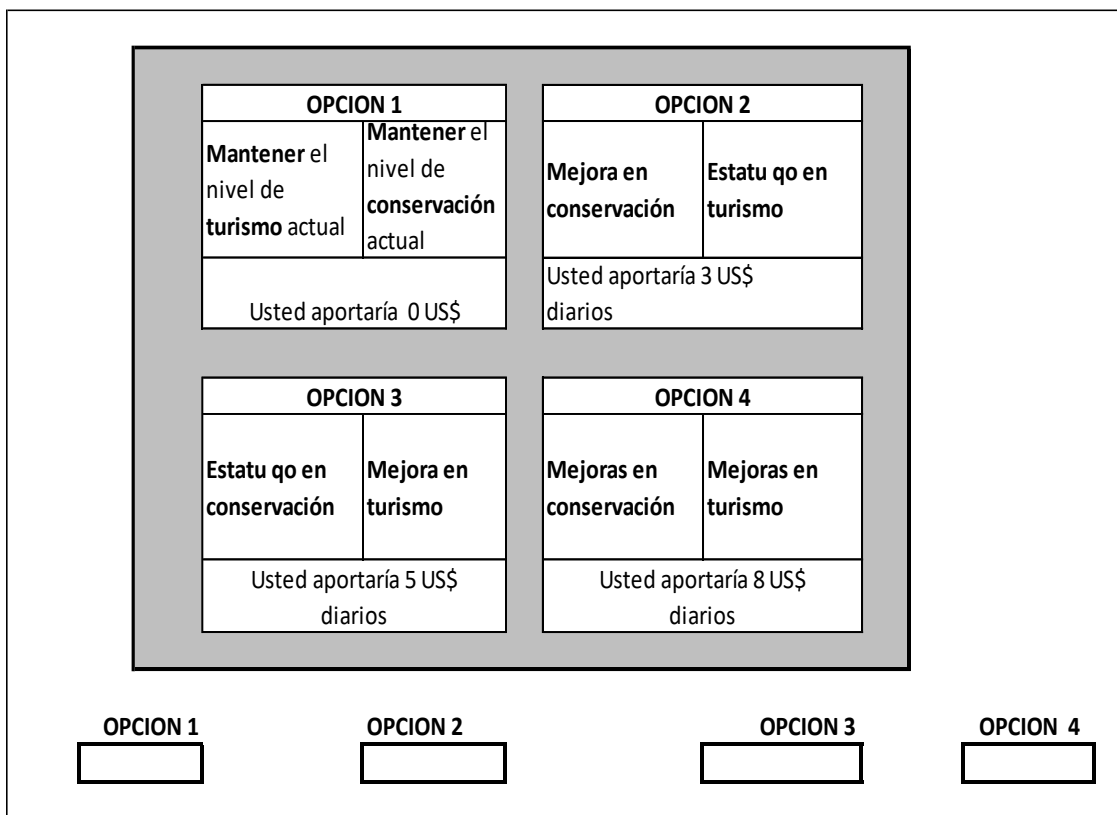 OPCION 1
Mantener el
nivel de
turismo actual
Mantener el
nivel de
conservación
actual
Usted aportaría 0 US$
OPCION 2
Mejora en
conservación
Estatu qo en
turismo
Usted aportaría 3 US$
diarios
OPCION 3
Estatu qo en
conservación
Mejora en
turismo
Usted aportaría 5 US$
diarios
OPCION 4
Mejoras en
conservación
Mejoras en
turismo
Usted aportaría 8 US$
diarios
OPCION 1
OPCION 2
OPCION 3
OPCION 4